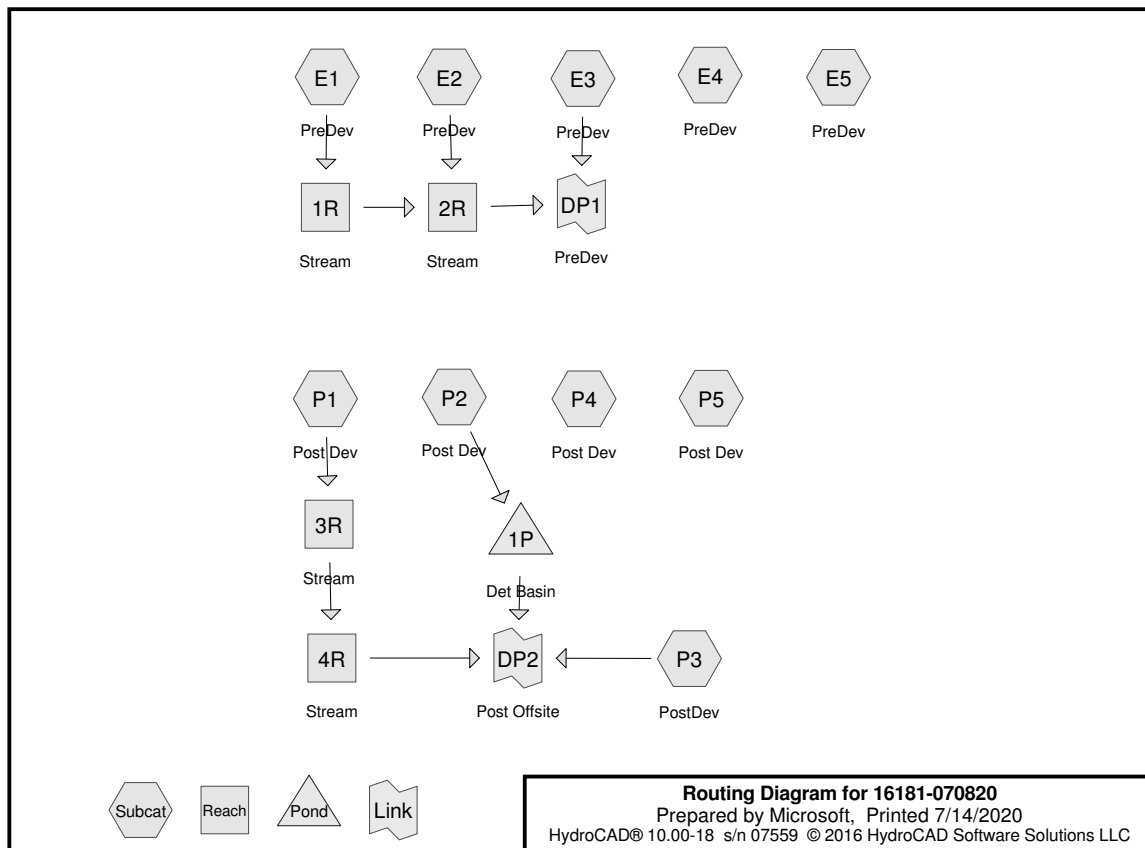 E1 E2 E3 E4 E5
PreDev PreDev PreDev PreDev PreDev
1R 2R DP1
Stream Stream PreDev
P1 P2 P4 P5
Post Dev Post Dev Post Dev Post Dev
3R 1P
Stream Det Basin
4R DP2 P3
Stream Post Offsite PostDev
Subcat Reach Pond Link
Routing Diagram for 16181-070820
Prepared by Microsoft, Printed 7/14/2020
HydroCAD® 10.00-18 s/n 07559 © 2016 HydroCAD Software Solutions LLC